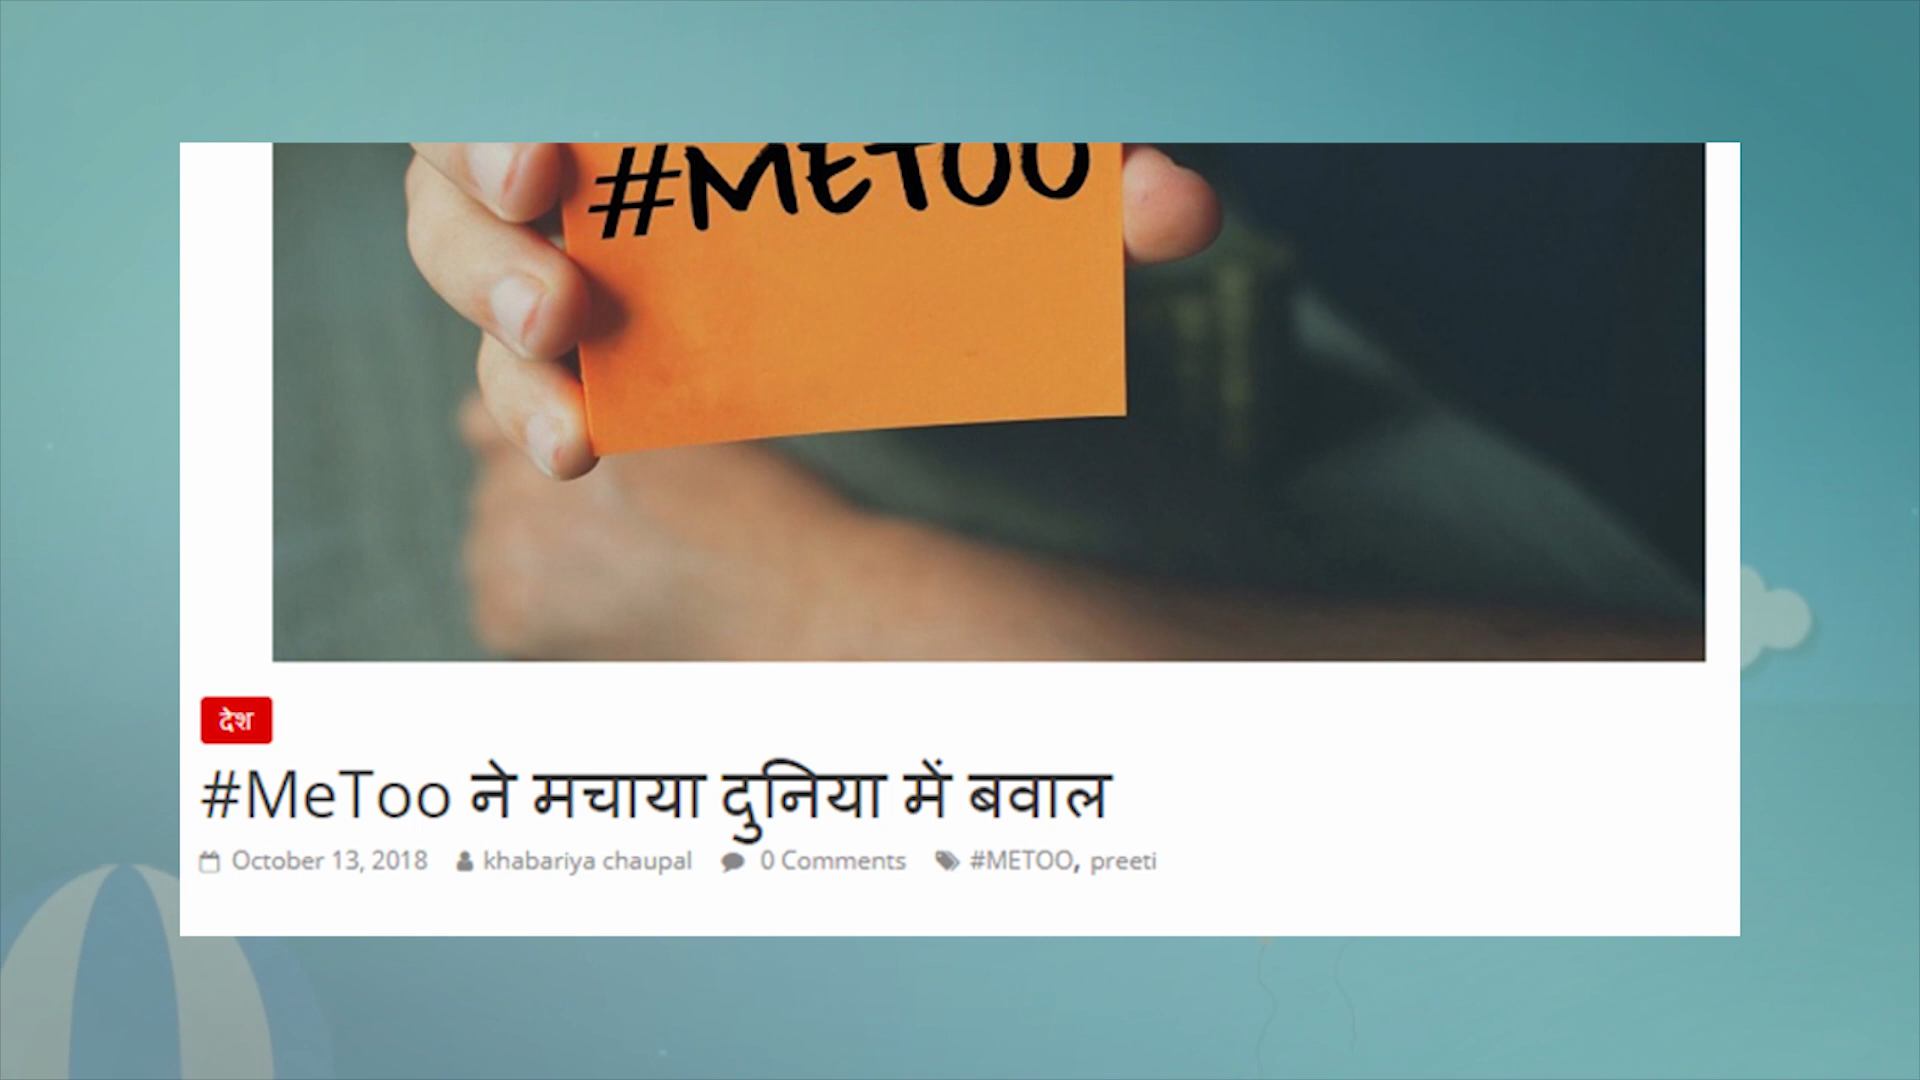 #METOO
देश
#MeToo ने मचाया दुनिया में बवाल
October 13, 2018 khabariya chaupal 0 Comments #METOO, preeti